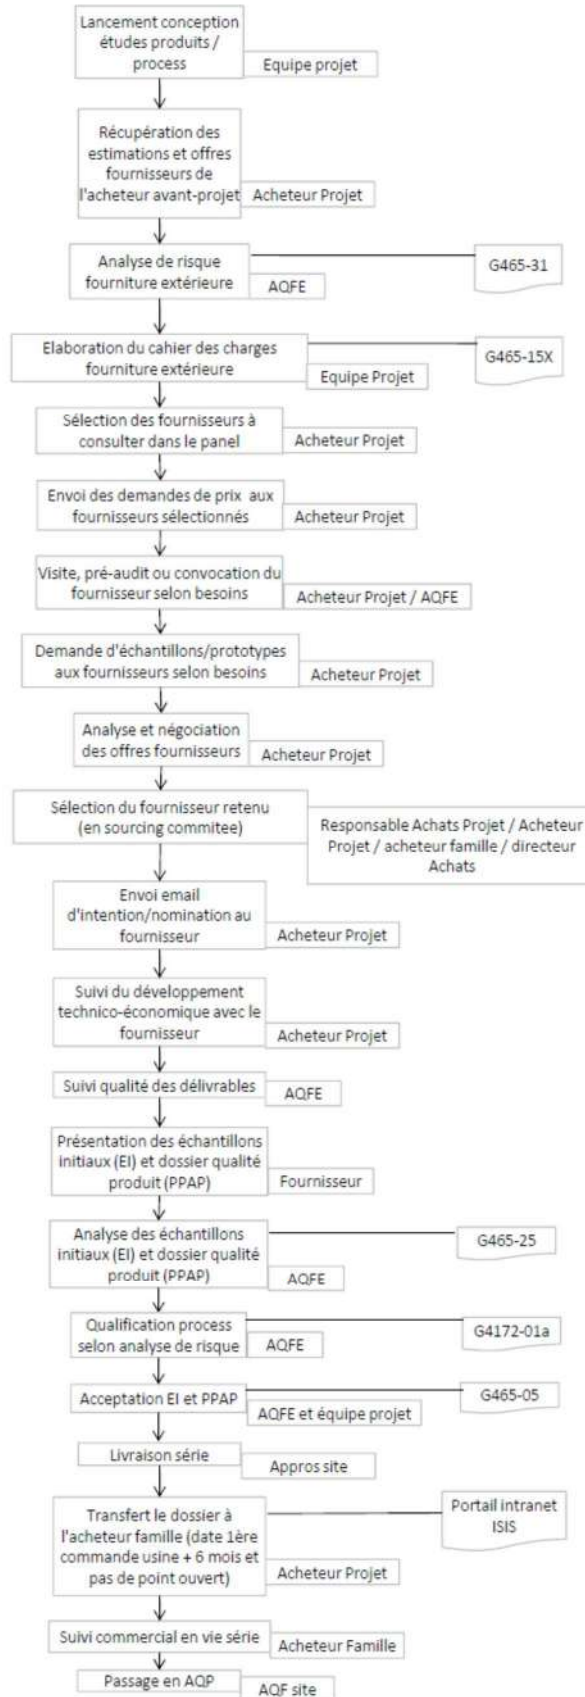 Lancement conception
études produits /
process
Equipe projet
Récupération des
estimations et offres
fournisseurs de
l'acheteur avant-projet
Acheteur Projet
Analyse de risque
fourniture extérieure
AQFE
G465-31
Elaboration du cahier des charges
fourniture extérieure
Equipe Projet
G465-15X
Sélection des fournisseurs à
consulter dans le panel
Acheteur Projet
Envoi des demandes de prix aux
fournisseurs sélectionnés
Acheteur Projet
Visite, pré-audit ou convocation du
fournisseur selon besoins
Acheteur Projet / AQFE
Demande d'échantillons/prototypes
aux fournisseurs selon besoins
Acheteur Projet
Analyse et négociation
des offres fournisseurs
Acheteur Projet
Sélection du fournisseur retenu
(en sourcing commitee)
Responsable Achats Projet / Acheteur
Projet / acheteur famille / directeur
Achats
Envoi email
d'intention/nomination au
fournisseur
Acheteur Projet
Suivi du développement
technico-économique avec le
fournisseur
Acheteur Projet
Suivi qualité des délivrables
AQFE
Présentation des échantillons
initiaux (EI) et dossier qualité
produit (PPAP)
Fournisseur
Analyse des échantillons
initiaux (EI) et dossier qualité
produit (PPAP)
AQFE
G465-25
Qualification process
selon analyse de risque
AQFE
G4172-01a
Acceptation EI et PPAP
AQFE et équipe projet
G465-05
Livraison série
Appros site
Transfert le dossier à
l'acheteur famille (date 1ère
commande usine + 6 mois et
pas de point ouvert)
Acheteur Projet
Portail intranet
ISIS
Suivi commercial en vie série
Acheteur Famille
Passage en AQP
AQF site